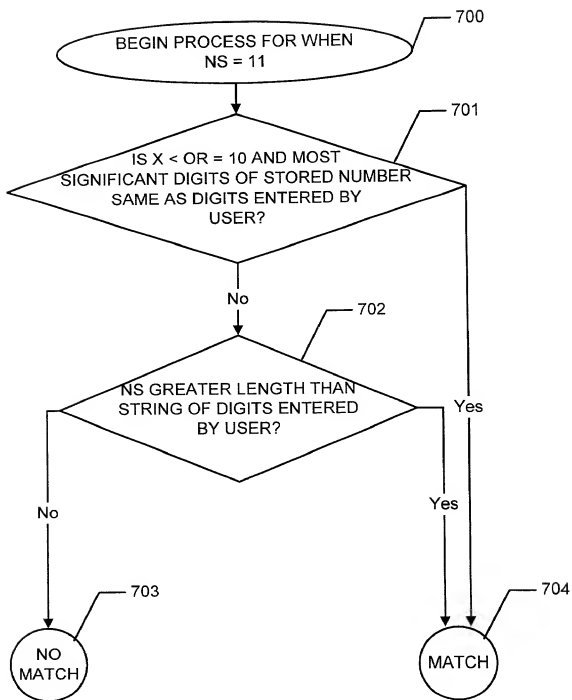 700
BEGIN PROCESS FOR WHEN
NS = 11
701
IS X < OR = 10 AND MOST
SIGNIFICANT DIGITS OF STORED NUMBER
SAME AS DIGITS ENTERED BY
USER?
No
702
NS GREATER LENGTH THAN
STRING OF DIGITS ENTERED
BY USER?
Yes
Yes
No
703
704
NO
MATCH
MATCH